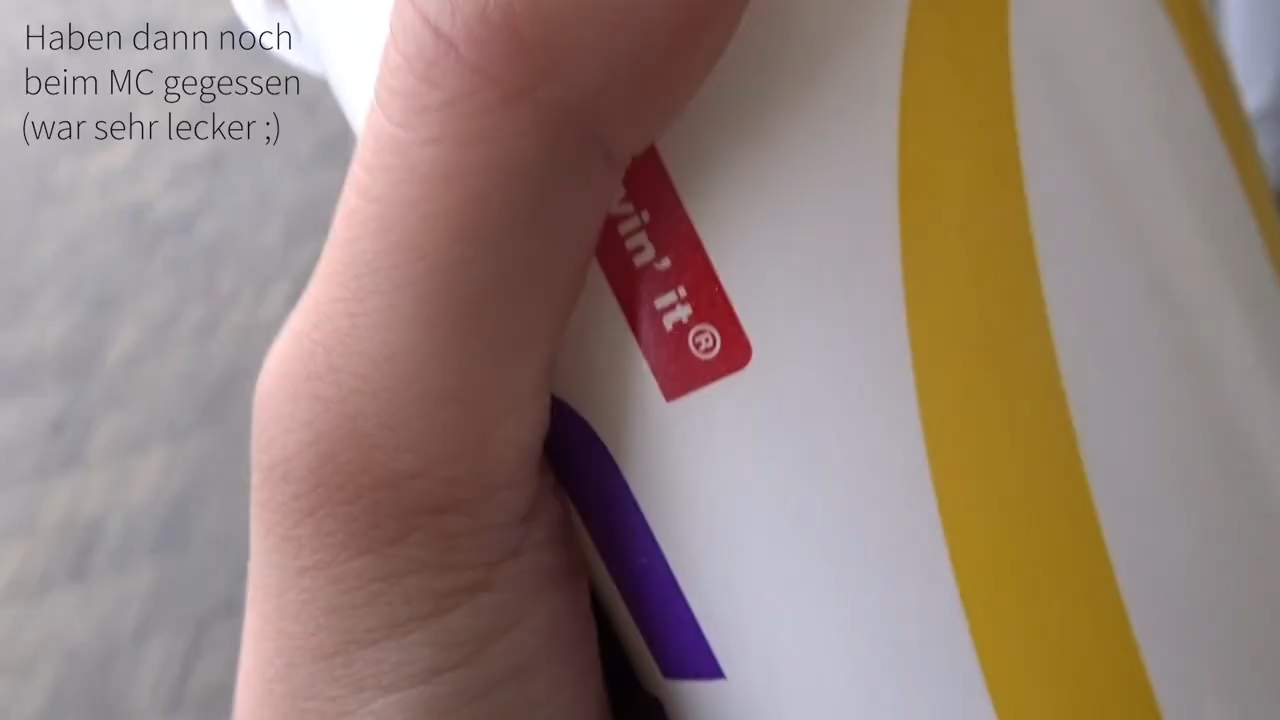 Haben dann noch
beim MC gegessen
(war sehr lecker ;)
vin' it®